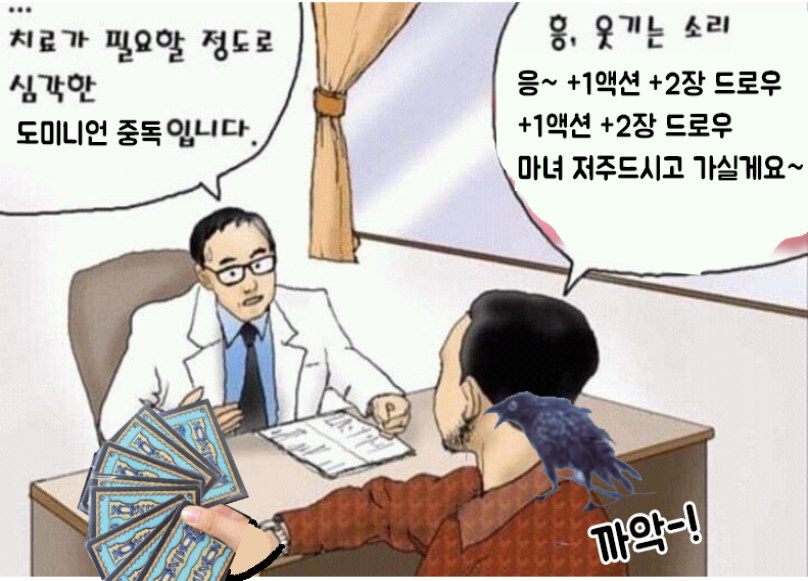 ...
치료가 필요할 정도로
심각한
도미니언 중독입니다.
흥, 웃기는 소리
응~ +1액션 +2장 드로우
+1액션 +2장 드로우
마녀 저주드시고 가실게요~
까악-!